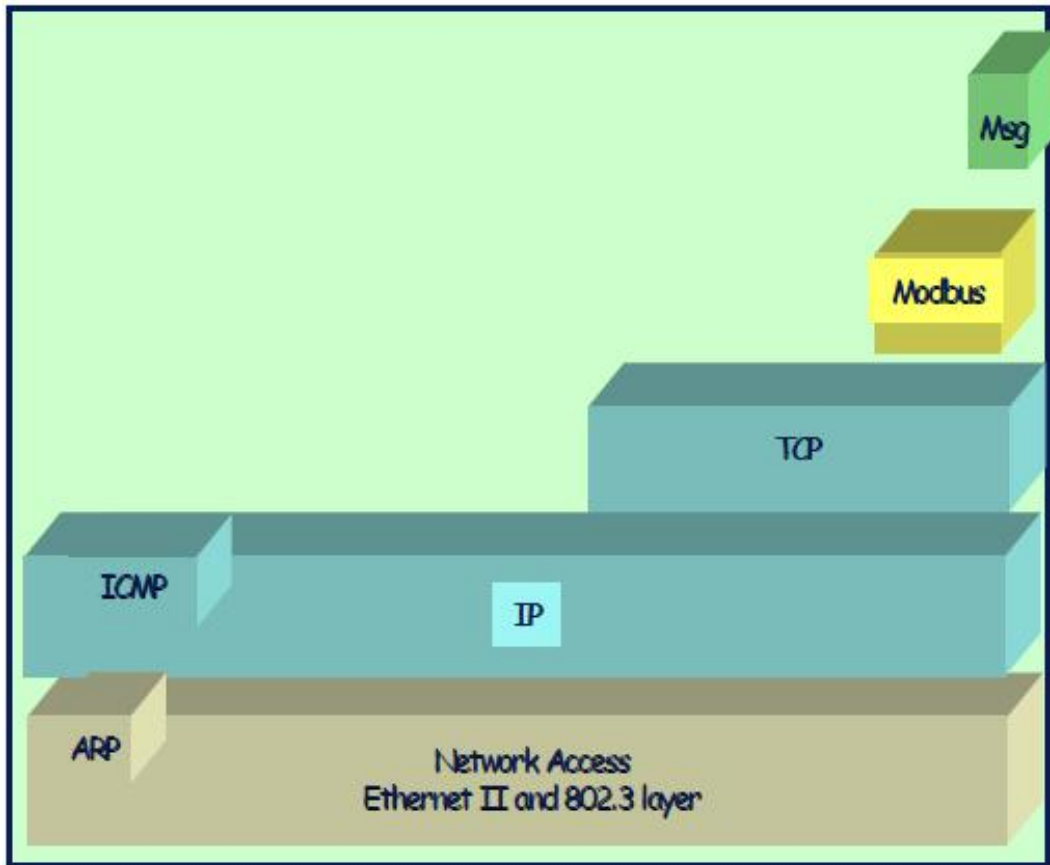 Msg
Modbus
TCP
ICMP
IP
ARP
Network Access
Ethernet II and 802.3 layer